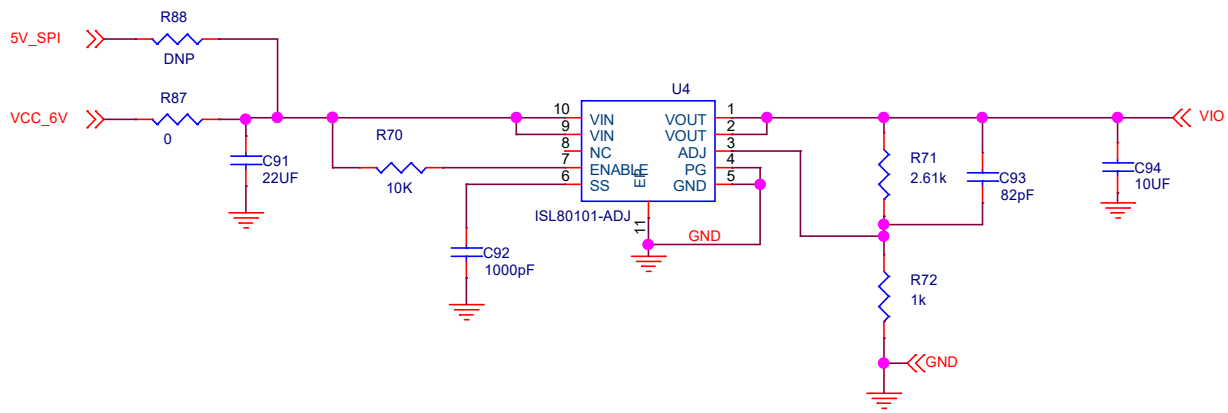 R88
5V_SPI
DNP
R87
VCC_6V
0
C91
22UF
R70
10K
U4
10
9
8
7
6
VIN
VIN
NC
ENABLE
SS
VOUT
VOUT
ADJ
PG
GND
EP
1
2
3
4
5
11
ISL80101-ADJ
GND
C92
1000pF
VIO
R71
2.61k
C93
82pF
C94
10UF
R72
1k
GND